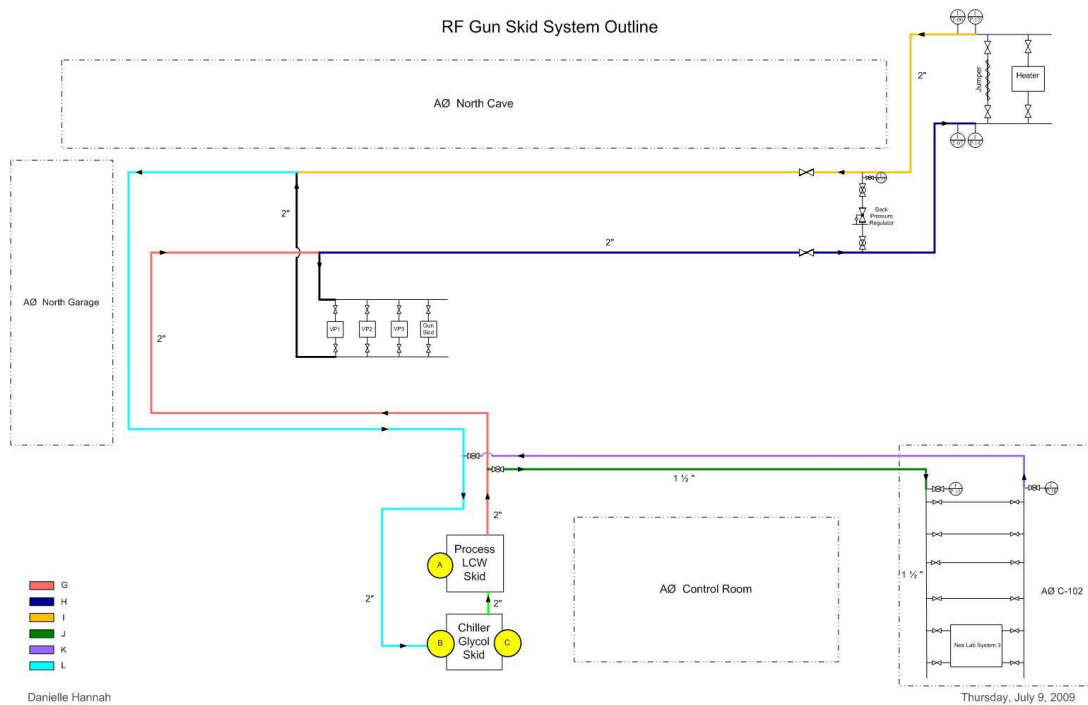 RF Gun Skid System Outline
2"
Jumper
Heater
AØ North Cave
2"
Back
Pressure
Regulator
2"
AØ North Garage
2"
VP1
VP2
VP3
Gun
Skid
1 ½ "
2"
Process
LCW
Skid
A
2"
2"
Chiller
Glycol
Skid
B
C
AØ Control Room
1 ½ "
AØ C-102
Nes Lab System 3
G
H
I
J
K
L
Danielle Hannah
Thursday, July 9, 2009